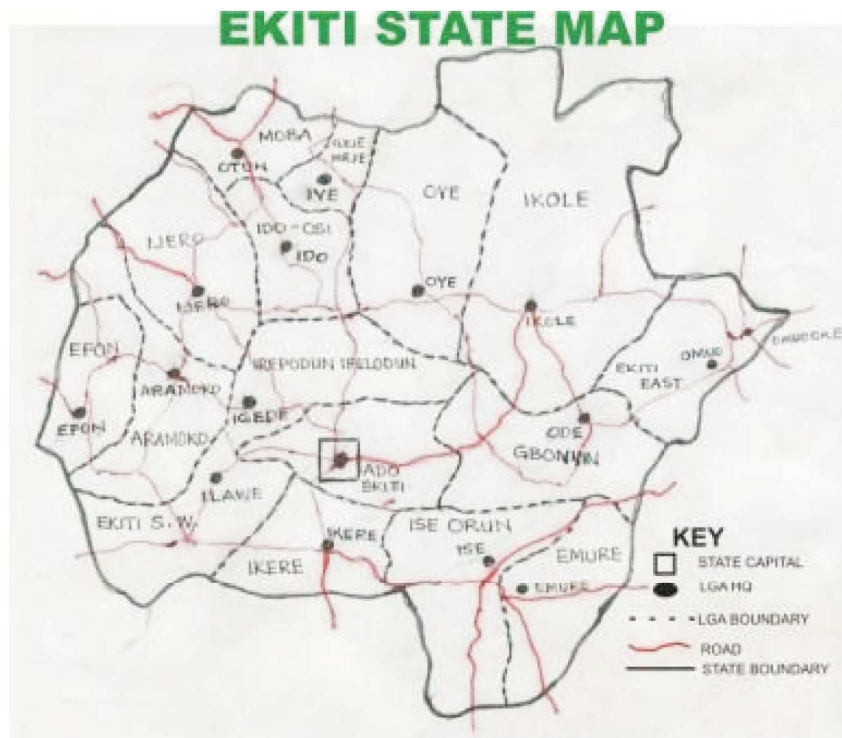 EKITI STATE MAP
MOBA
OTUN
IYE
OYE
IKOLE
IJERO
IDO-OSI
IDO
OYE
IJERO
IKOLE
EFON
IREPODUN IFELODUN
EKITI
EAST
OMUO
ARAMOKO
EFON
IGEDE
ARAMOKO
ODE
GBONYIN
ADO
EKITI
ILAWE
EKITI S.W.
IKERE
ISE ORUN
ISE
EMURE
IKERE
EMURE
KEY
STATE CAPITAL
LGA HQ
LGA BOUNDARY
ROAD
STATE BOUNDARY